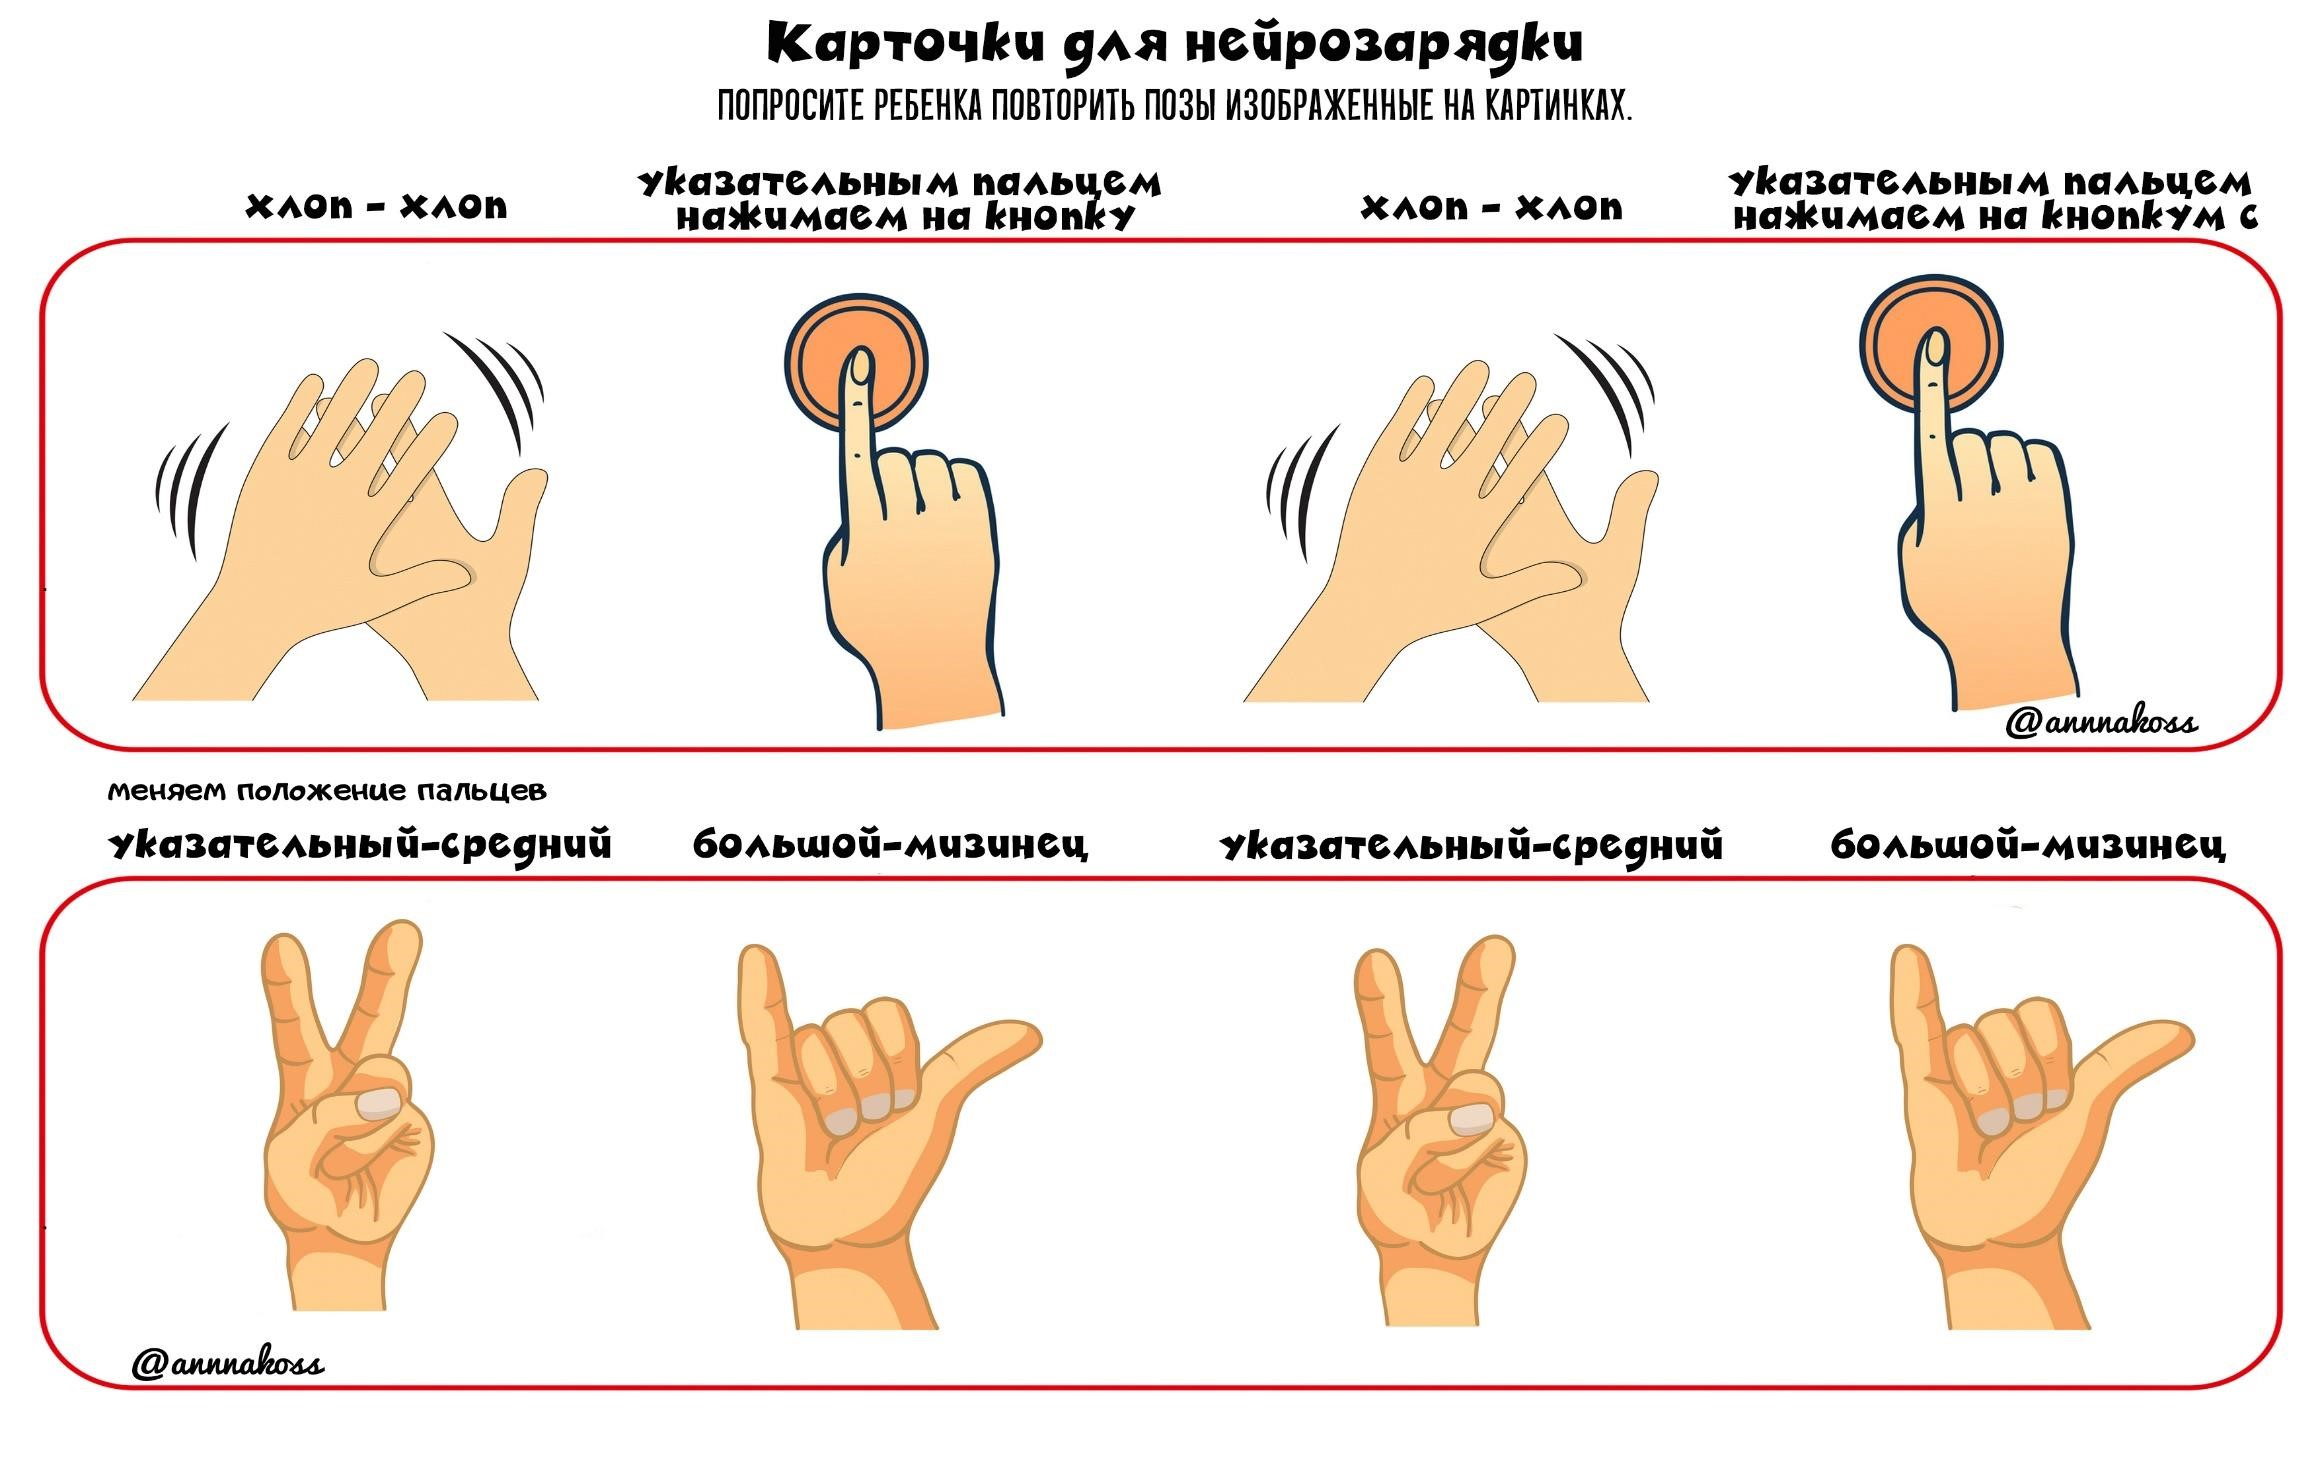 Карточки для нейрозарядки
ПОПРОСИТЕ РЕБЕНКА ПОВТОРИТЬ ПОЗЫ ИЗОБРАЖЕННЫЕ НА КАРТИНКАХ.
хлоп - хлоп
указательным пальцем
нажимаем на кнопку
хлоп - хлоп
указательным пальцем
нажимаем на кнопкум с
@annnakoss
меняем положение пальцев
указательный-средний
большой-мизинец
указательный-средний
большой-мизинец
@annnakoss